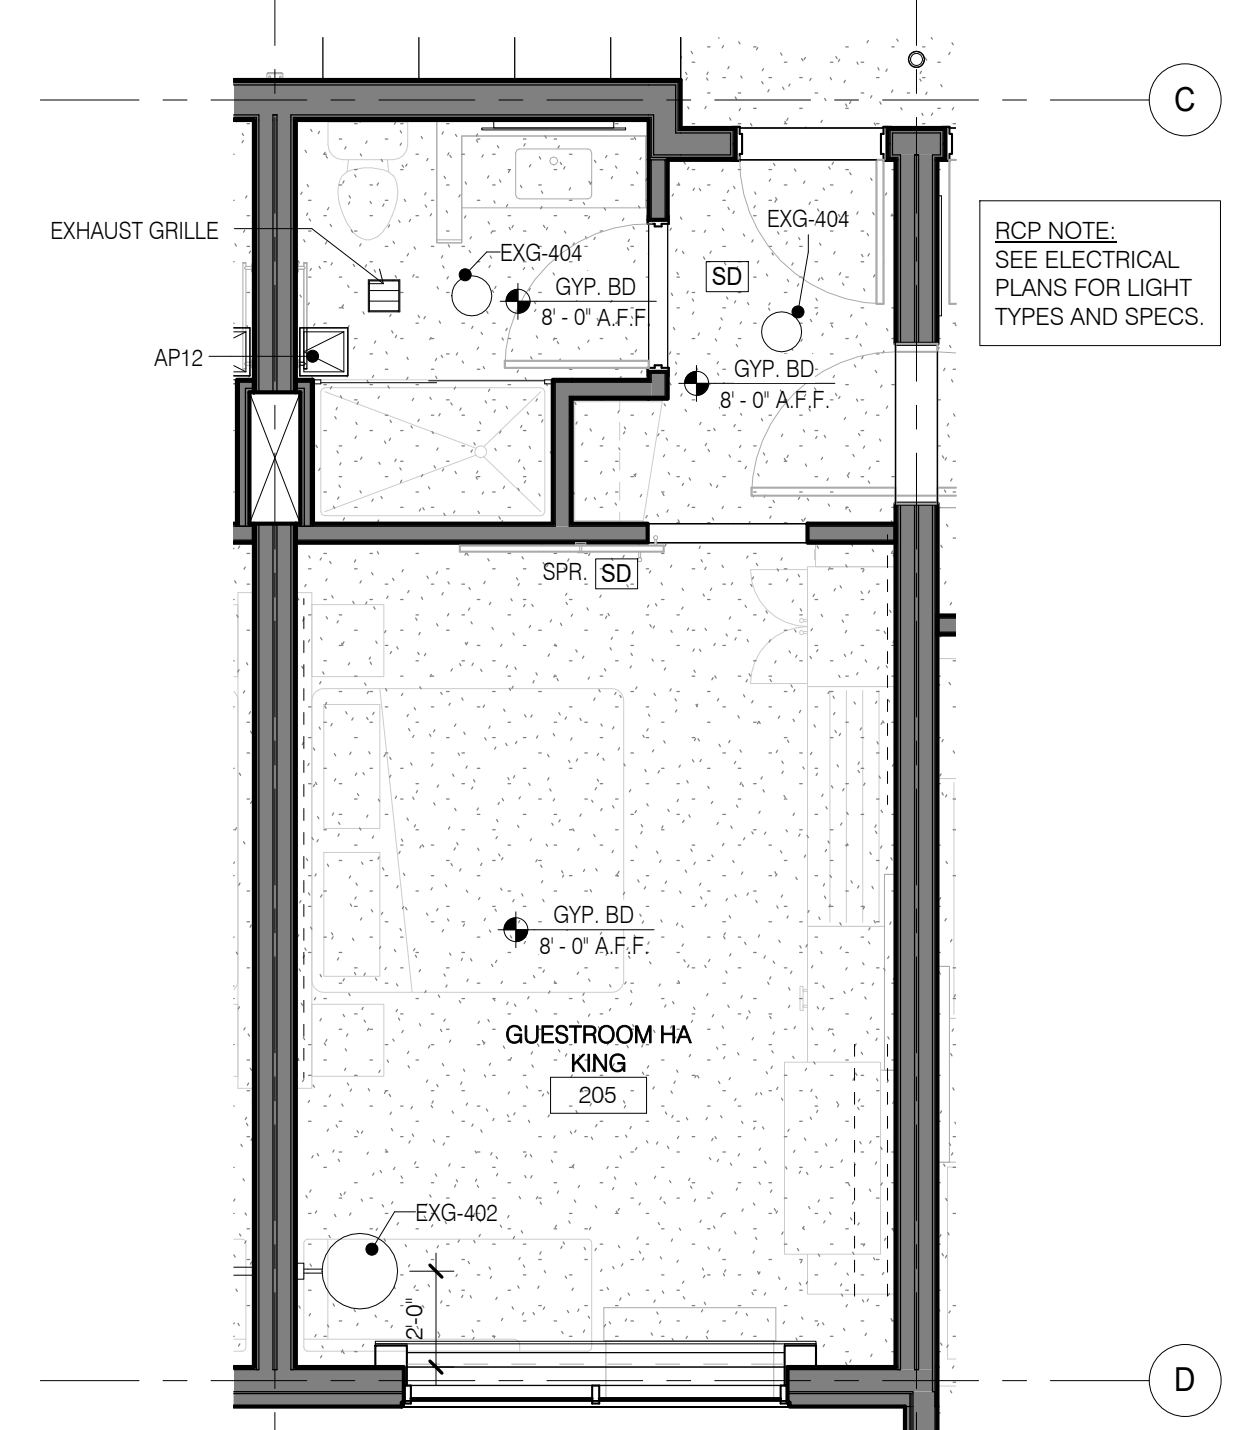 C
EXHAUST GRILLE
EXG-404
EXG-404
RCP NOTE:
SEE ELECTRICAL
PLANS FOR LIGHT
TYPES AND SPECS.
SD
GYP. BD
8' - 0" A.F.F.
AP12
GYP. BD
8' - 0" A.F.F.
SPR. SD
GYP. BD
8' - 0" A.F.F.
GUESTROOM HA
KING
205
EXG-402
2'-0"
D